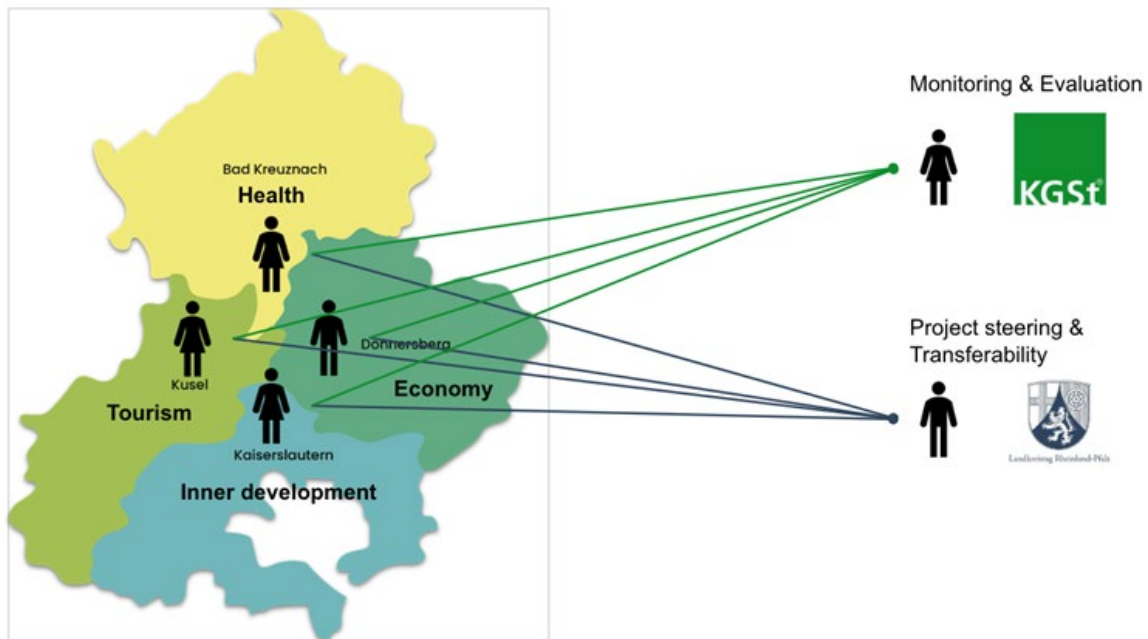 Monitoring & Evaluation
KGSt®
Bad Kreuznach
Health
Project steering &
Transferability
Donnersberg
Kusel
Economy
Tourism
Kaiserslautern
Inner development
Landkreistag Rheinland-Pfalz